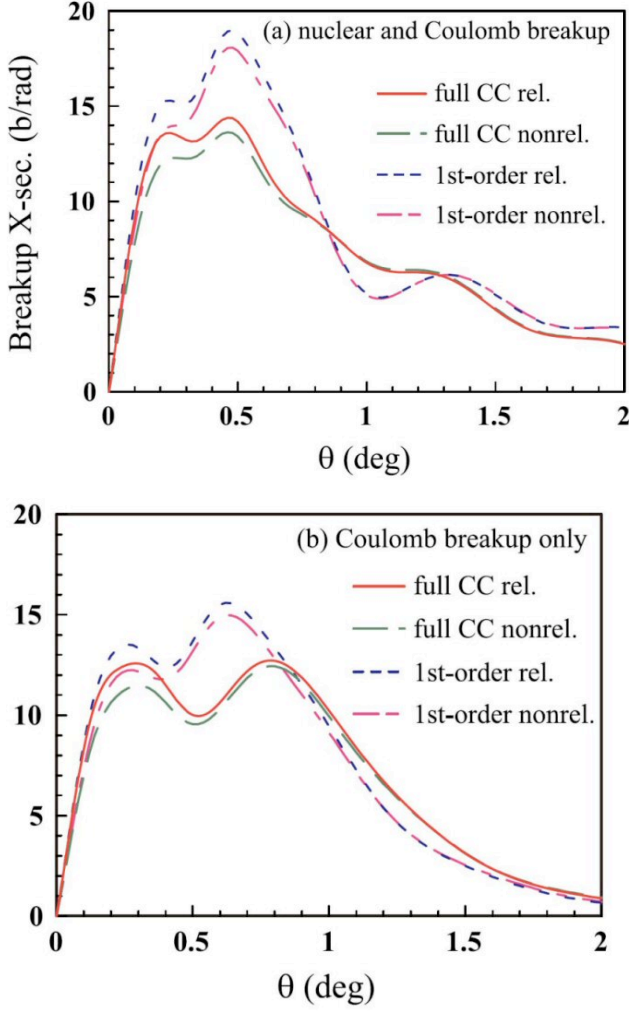 20
(a) nuclear and Coulomb breakup
full CC rel.
full CC nonrel.
1st-order rel.
1st-order nonrel.
15
10
5
0
Breakup X-sec. (b/rad)
0 0.5 1 1.5 2
θ (deg)
20
(b) Coulomb breakup only
full CC rel.
full CC nonrel.
1st-order rel.
1st-order nonrel.
15
10
5
0
0 0.5 1 1.5 2
θ (deg)